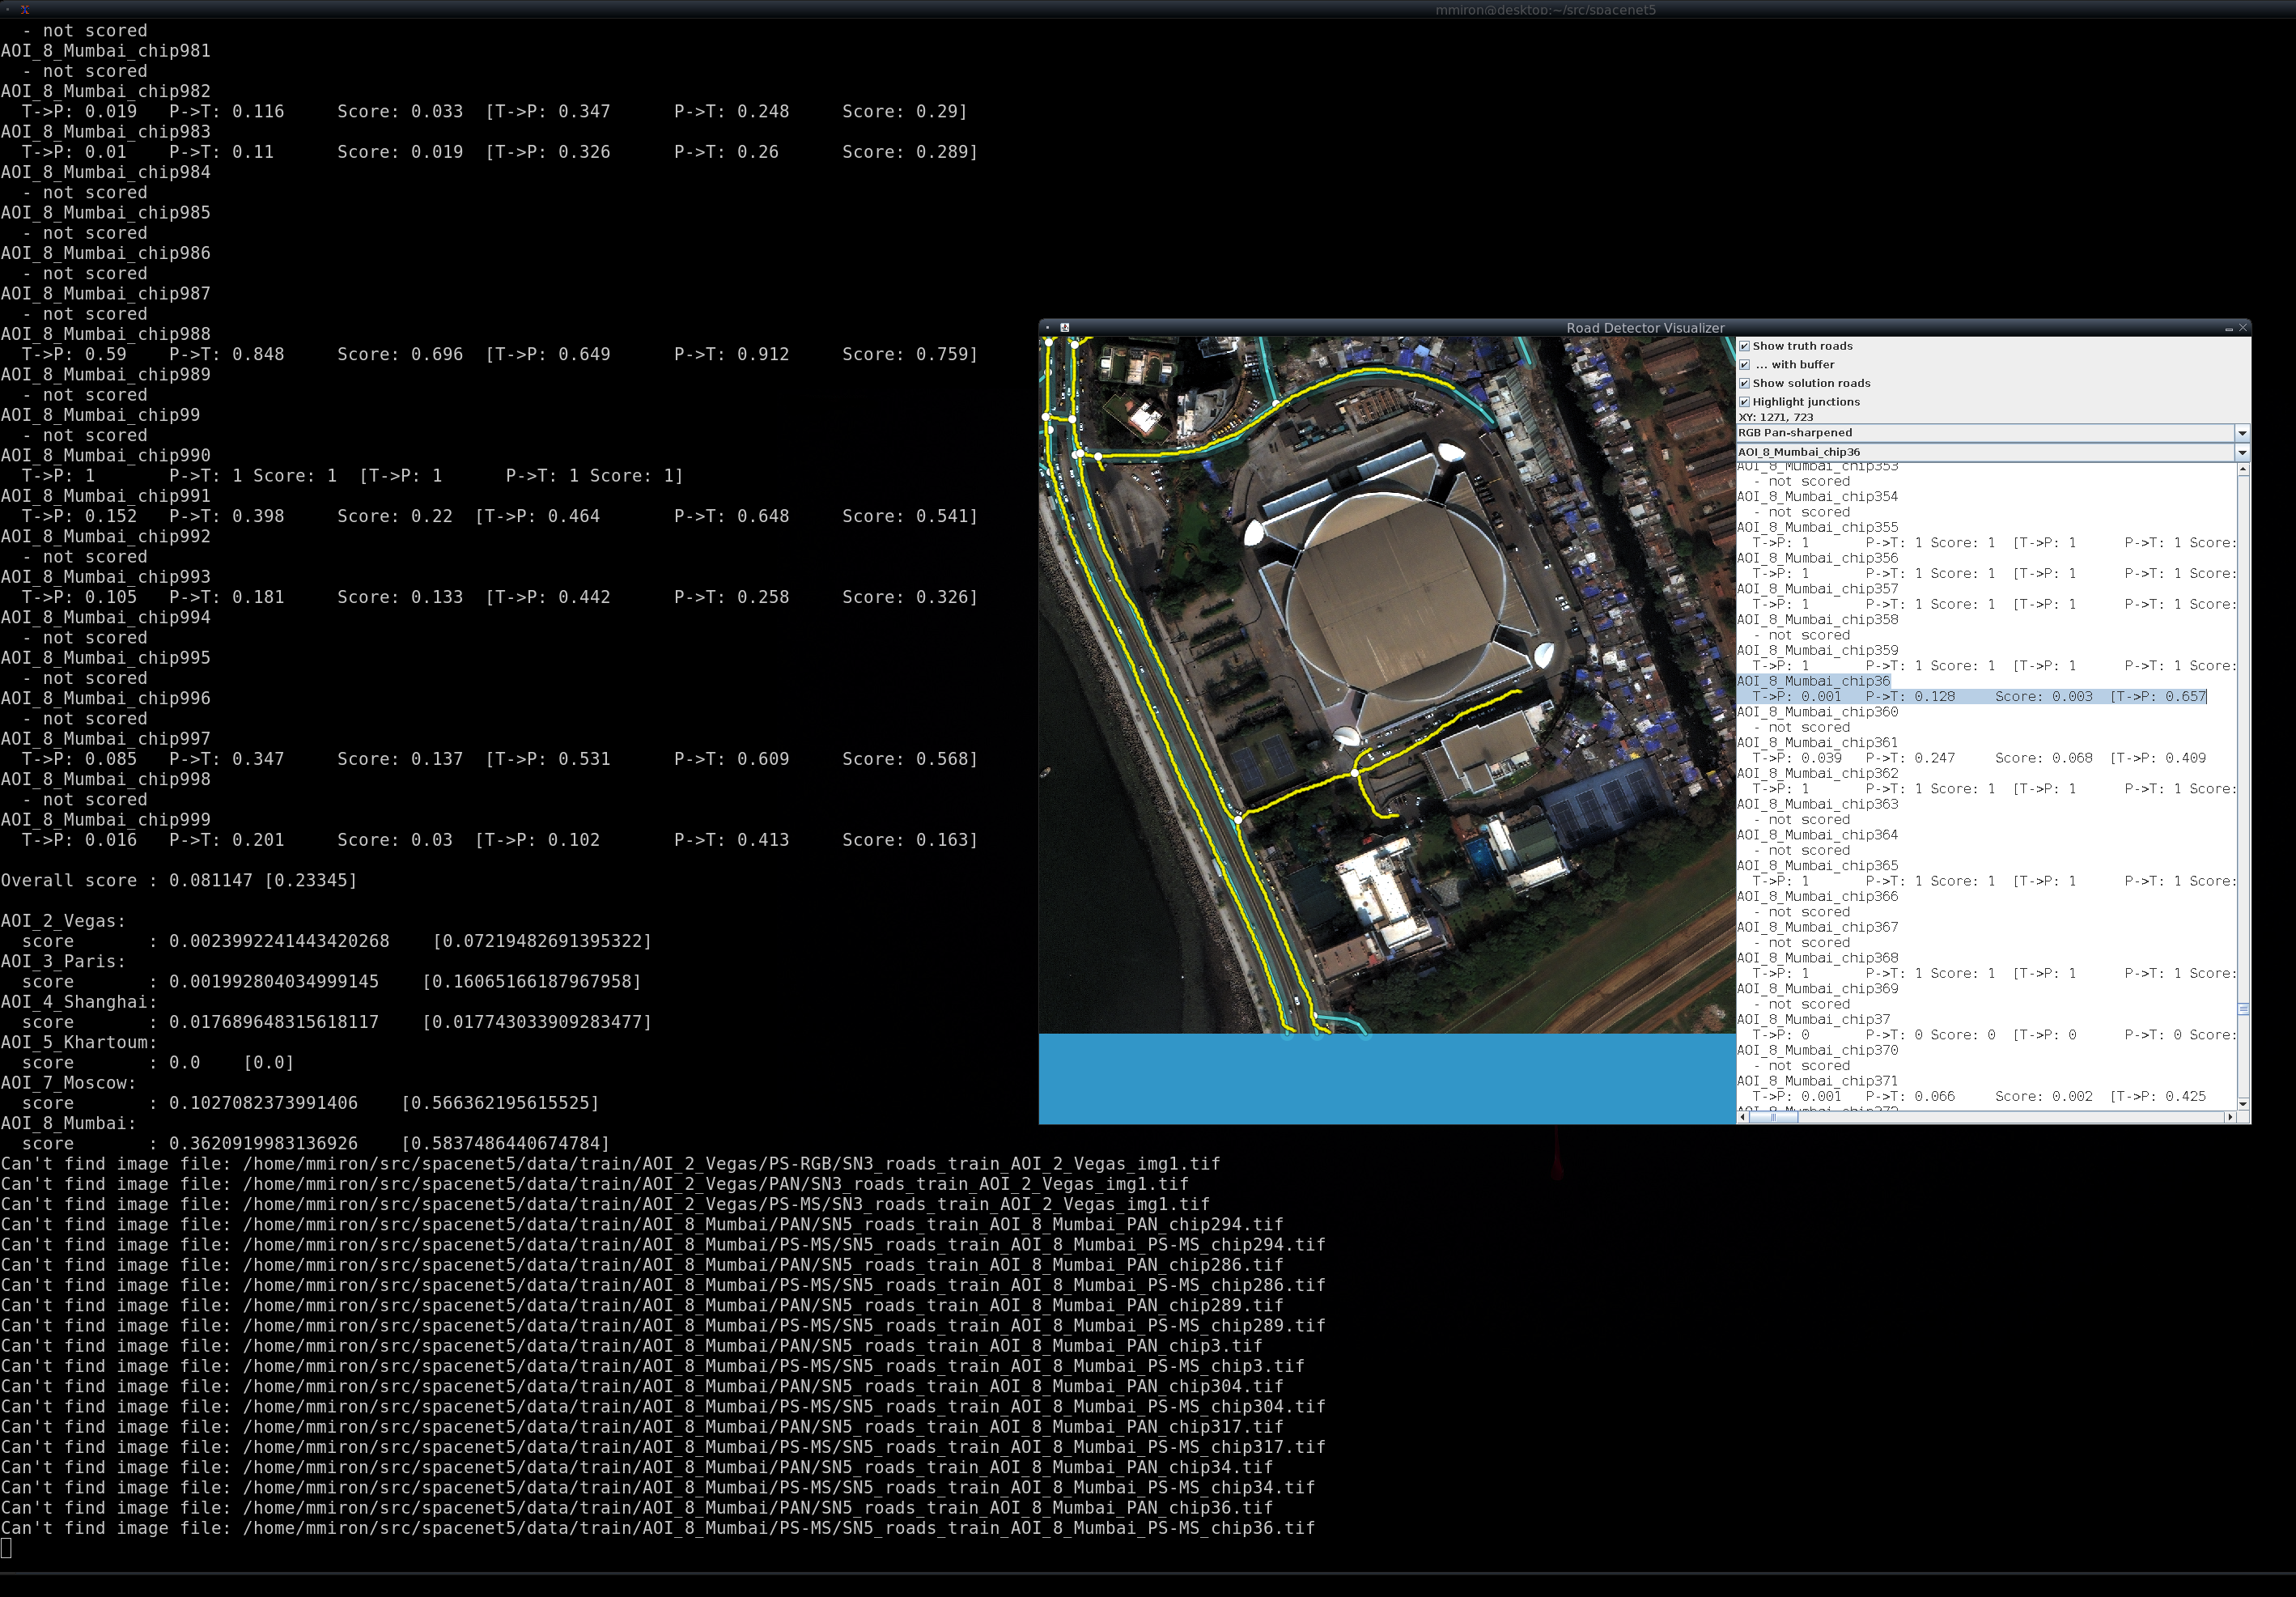 mmiron@desktop:~/src/spacenet5
- not scored
AOI_8_Mumbai_chip981
- not scored
AOI_8_Mumbai_chip982
T->P: 0.019 P->T: 0.116 Score: 0.033 [T->P: 0.347 P->T: 0.248 Score: 0.29]
AOI_8_Mumbai_chip983
T->P: 0.01 P->T: 0.11 Score: 0.019 [T->P: 0.326 P->T: 0.26 Score: 0.289]
AOI_8_Mumbai_chip984
- not scored
AOI_8_Mumbai_chip985
- not scored
AOI_8_Mumbai_chip986
- not scored
AOI_8_Mumbai_chip987
- not scored
AOI_8_Mumbai_chip988
T->P: 0.59 P->T: 0.848 Score: 0.696 [T->P: 0.649 P->T: 0.912 Score: 0.759]
AOI_8_Mumbai_chip989
- not scored
AOI_8_Mumbai_chip99
- not scored
AOI_8_Mumbai_chip990
T->P: 1 P->T: 1 Score: 1 [T->P: 1 P->T: 1 Score: 1]
AOI_8_Mumbai_chip991
T->P: 0.152 P->T: 0.398 Score: 0.22 [T->P: 0.464 P->T: 0.648 Score: 0.541]
AOI_8_Mumbai_chip992
- not scored
AOI_8_Mumbai_chip993
T->P: 0.105 P->T: 0.181 Score: 0.133 [T->P: 0.442 P->T: 0.258 Score: 0.326]
AOI_8_Mumbai_chip994
- not scored
AOI_8_Mumbai_chip995
- not scored
AOI_8_Mumbai_chip996
- not scored
AOI_8_Mumbai_chip997
T->P: 0.085 P->T: 0.347 Score: 0.137 [T->P: 0.531 P->T: 0.609 Score: 0.568]
AOI_8_Mumbai_chip998
- not scored
AOI_8_Mumbai_chip999
T->P: 0.016 P->T: 0.201 Score: 0.03 [T->P: 0.102 P->T: 0.413 Score: 0.163]
Overall score : 0.081147 [0.23345]
AOI_2_Vegas:
score : 0.0023992241443420268 [0.07219482691395322]
AOI_3_Paris:
score : 0.001992804034999145 [0.16065166187967958]
AOI_4_Shanghai:
score : 0.017689648315618117 [0.017743033909283477]
AOI_5_Khartoum:
score : 0.0 [0.0]
AOI_7_Moscow:
score : 0.1027082373991406 [0.566362195615525]
AOI_8_Mumbai:
score : 0.3620919983136926 [0.5837486440674784]
Can't find image file: /home/mmiron/src/spacenet5/data/train/AOI_2_Vegas/PS-RGB/SN3_roads_train_AOI_2_Vegas_img1.tif
Can't find image file: /home/mmiron/src/spacenet5/data/train/AOI_2_Vegas/PAN/SN3_roads_train_AOI_2_Vegas_img1.tif
Can't find image file: /home/mmiron/src/spacenet5/data/train/AOI_2_Vegas/PS-MS/SN3_roads_train_AOI_2_Vegas_img1.tif
Can't find image file: /home/mmiron/src/spacenet5/data/train/AOI_8_Mumbai/PAN/SN5_roads_train_AOI_8_Mumbai_PAN_chip294.tif
Can't find image file: /home/mmiron/src/spacenet5/data/train/AOI_8_Mumbai/PS-MS/SN5_roads_train_AOI_8_Mumbai_PS-MS_chip294.tif
Can't find image file: /home/mmiron/src/spacenet5/data/train/AOI_8_Mumbai/PAN/SN5_roads_train_AOI_8_Mumbai_PAN_chip286.tif
Can't find image file: /home/mmiron/src/spacenet5/data/train/AOI_8_Mumbai/PS-MS/SN5_roads_train_AOI_8_Mumbai_PS-MS_chip286.tif
Can't find image file: /home/mmiron/src/spacenet5/data/train/AOI_8_Mumbai/PAN/SN5_roads_train_AOI_8_Mumbai_PAN_chip289.tif
Can't find image file: /home/mmiron/src/spacenet5/data/train/AOI_8_Mumbai/PS-MS/SN5_roads_train_AOI_8_Mumbai_PS-MS_chip289.tif
Can't find image file: /home/mmiron/src/spacenet5/data/train/AOI_8_Mumbai/PAN/SN5_roads_train_AOI_8_Mumbai_PAN_chip3.tif
Can't find image file: /home/mmiron/src/spacenet5/data/train/AOI_8_Mumbai/PS-MS/SN5_roads_train_AOI_8_Mumbai_PS-MS_chip3.tif
Can't find image file: /home/mmiron/src/spacenet5/data/train/AOI_8_Mumbai/PAN/SN5_roads_train_AOI_8_Mumbai_PAN_chip304.tif
Can't find image file: /home/mmiron/src/spacenet5/data/train/AOI_8_Mumbai/PS-MS/SN5_roads_train_AOI_8_Mumbai_PS-MS_chip304.tif
Can't find image file: /home/mmiron/src/spacenet5/data/train/AOI_8_Mumbai/PAN/SN5_roads_train_AOI_8_Mumbai_PAN_chip317.tif
Can't find image file: /home/mmiron/src/spacenet5/data/train/AOI_8_Mumbai/PS-MS/SN5_roads_train_AOI_8_Mumbai_PS-MS_chip317.tif
Can't find image file: /home/mmiron/src/spacenet5/data/train/AOI_8_Mumbai/PAN/SN5_roads_train_AOI_8_Mumbai_PAN_chip34.tif
Can't find image file: /home/mmiron/src/spacenet5/data/train/AOI_8_Mumbai/PS-MS/SN5_roads_train_AOI_8_Mumbai_PS-MS_chip34.tif
Can't find image file: /home/mmiron/src/spacenet5/data/train/AOI_8_Mumbai/PAN/SN5_roads_train_AOI_8_Mumbai_PAN_chip36.tif
Can't find image file: /home/mmiron/src/spacenet5/data/train/AOI_8_Mumbai/PS-MS/SN5_roads_train_AOI_8_Mumbai_PS-MS_chip36.tif
Road Detector Visualizer
Show truth roads
... with buffer
Show solution roads
Highlight junctions
XY: 1271, 723
RGB Pan-sharpened
AOI_8_Mumbai_chip36
AOI_8_Mumbai_chip353
- not scored
AOI_8_Mumbai_chip354
- not scored
AOI_8_Mumbai_chip355
T->P: 1 P->T: 1 Score: 1 [T->P: 1 P->T: 1 Score:
AOI_8_Mumbai_chip356
T->P: 1 P->T: 1 Score: 1 [T->P: 1 P->T: 1 Score:
AOI_8_Mumbai_chip357
T->P: 1 P->T: 1 Score: 1 [T->P: 1 P->T: 1 Score:
AOI_8_Mumbai_chip358
- not scored
AOI_8_Mumbai_chip359
T->P: 1 P->T: 1 Score: 1 [T->P: 1 P->T: 1 Score:
AOI_8_Mumbai_chip36
T->P: 0.001 P->T: 0.128 Score: 0.003 [T->P: 0.657
AOI_8_Mumbai_chip360
- not scored
AOI_8_Mumbai_chip361
T->P: 0.039 P->T: 0.247 Score: 0.068 [T->P: 0.409
AOI_8_Mumbai_chip362
T->P: 1 P->T: 1 Score: 1 [T->P: 1 P->T: 1 Score:
AOI_8_Mumbai_chip363
- not scored
AOI_8_Mumbai_chip364
- not scored
AOI_8_Mumbai_chip365
T->P: 1 P->T: 1 Score: 1 [T->P: 1 P->T: 1 Score:
AOI_8_Mumbai_chip366
- not scored
AOI_8_Mumbai_chip367
- not scored
AOI_8_Mumbai_chip368
T->P: 1 P->T: 1 Score: 1 [T->P: 1 P->T: 1 Score:
AOI_8_Mumbai_chip369
- not scored
AOI_8_Mumbai_chip37
T->P: 0 P->T: 0 Score: 0 [T->P: 0 P->T: 0 Score:
AOI_8_Mumbai_chip370
- not scored
AOI_8_Mumbai_chip371
T->P: 0.001 P->T: 0.066 Score: 0.002 [T->P: 0.425